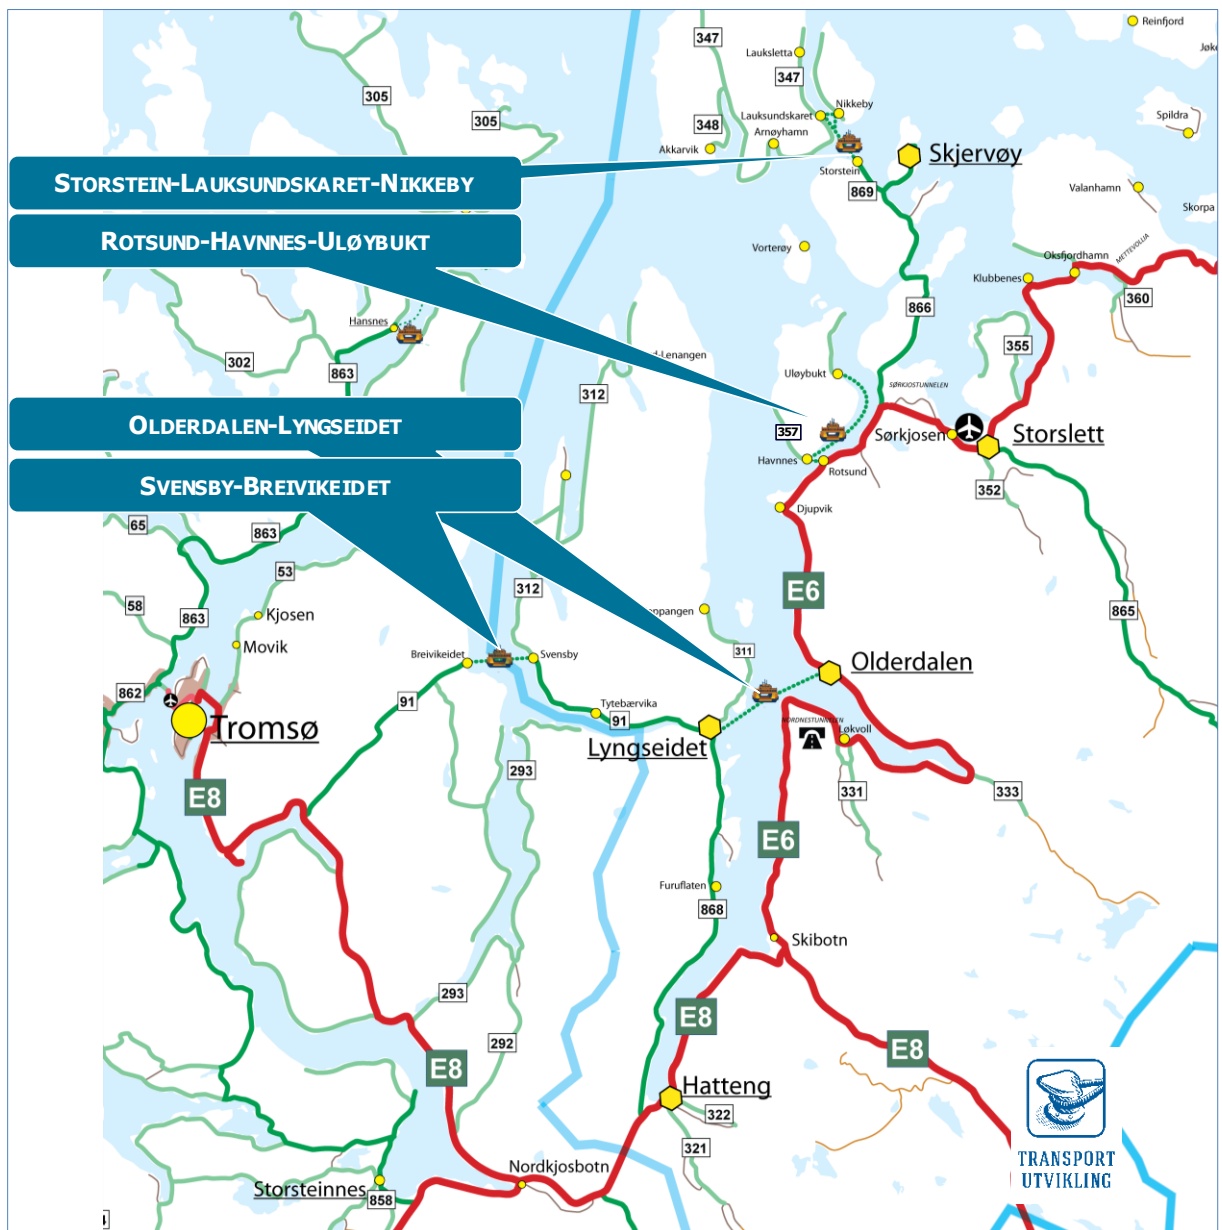 Reinfjord
347
Lauksletta
305
347
Nikkeby
Lauksundskaret
Spildra
305
348
Arnøyhamn
Akkarvik
Skjervøy
STORSTEIN-LAUKSUNDSKARET-NIKKEBY
Storstein
869
Valanhamn
Skorpa
ROTSUND-HAVNNES-ULØYBUKT
Vorterøy
METTEVOLLIA
Oksfjordhamn
Klubbenes
360
866
Hansnes
355
302
863
Uløybukt
SØRKJOSTUNNELEN
312
OLDERDALEN-LYNGSEIDET
357
Sørkjosen
Storslett
Havnnes
Rotsund
SVENSBY-BREIVIKEIDET
352
65
863
Djupvik
53
312
E6
58
863
Kjosen
865
Movik
311
Breivikeidet
Svensby
Olderdalen
862
91
Tytebærvika
91
Tromsø
NORDNESTUNNELEN
Løkvoll
Lyngseidet
293
E8
331
333
E6
Furuflaten
868
Skibotn
293
E8
292
E8
E8
Hatteng
322
321
TRANSPORT
UTVIKLING
Nordkjosbotn
Storsteinnes
858